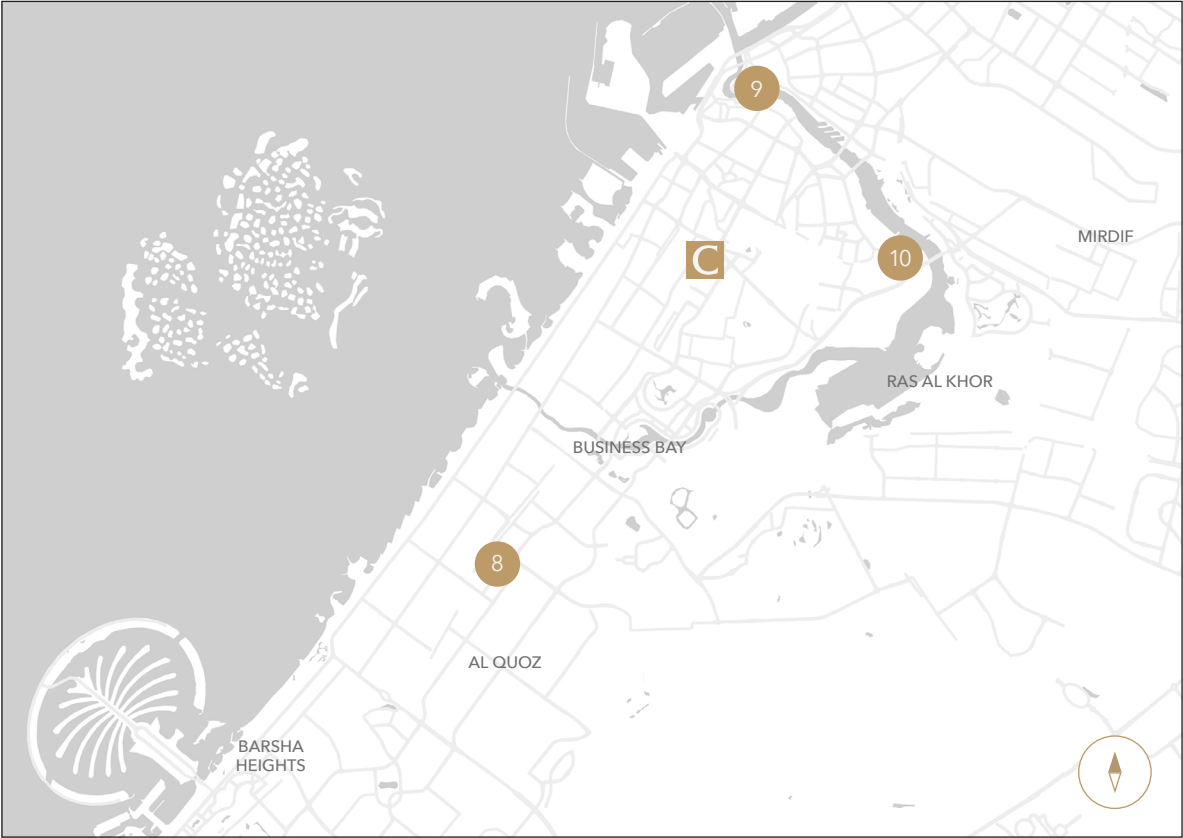 9
MIRDIF
C
10
RAS AL KHOR
BUSINESS BAY
8
AL QUOZ
BARSHA
HEIGHTS